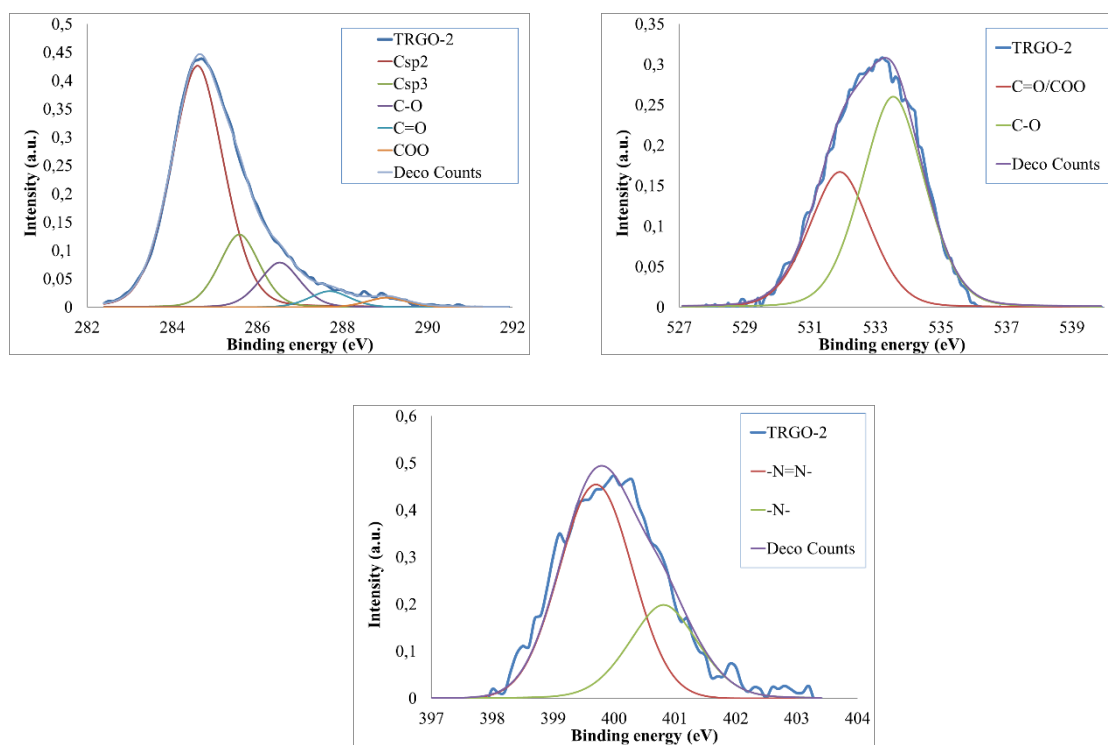 0,5
0,45
0,4
0,35
0,3
0,25
0,2
0,15
0,1
0,05
0
Intensity (a.u.)
282 284 286 288 290 292
Binding energy (eV)
TRGO-2
Csp2
Csp3
C-O
C=O
COO
Deco Counts
0,35
0,3
0,25
0,2
0,15
0,1
0,05
0
Intensity (a.u.)
527 529 531 533 535 537 539
Binding energy (eV)
TRGO-2
C=O/COO
C-O
Deco Counts
0,6
0,5
0,4
0,3
0,2
0,1
0
Intensity (a.u.)
397 398 399 400 401 402 403 404
Binding energy (eV)
TRGO-2
-N=N-
-N-
Deco Counts